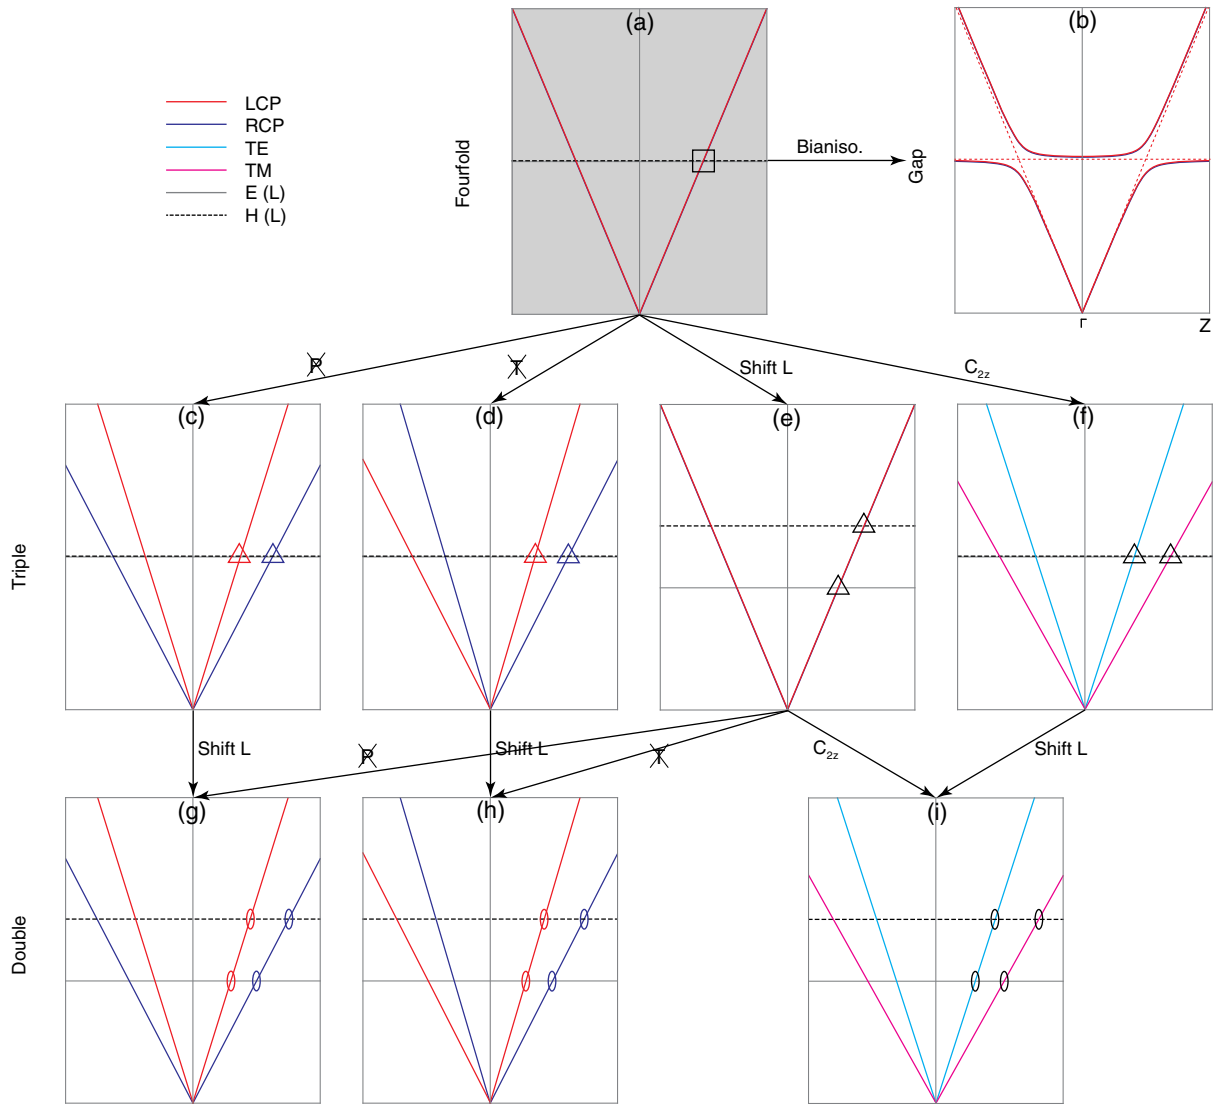 (a)
(b)
LCP
RCP
TE
TM
E (L)
H (L)
Fourfold
Bianiso.
Gap
Γ
Z
P
T
Shift L
C2z
(c)
(d)
(e)
(f)
Triple
Shift L
P
Shift L
T
C2z
Shift L
(g)
(h)
(i)
Double